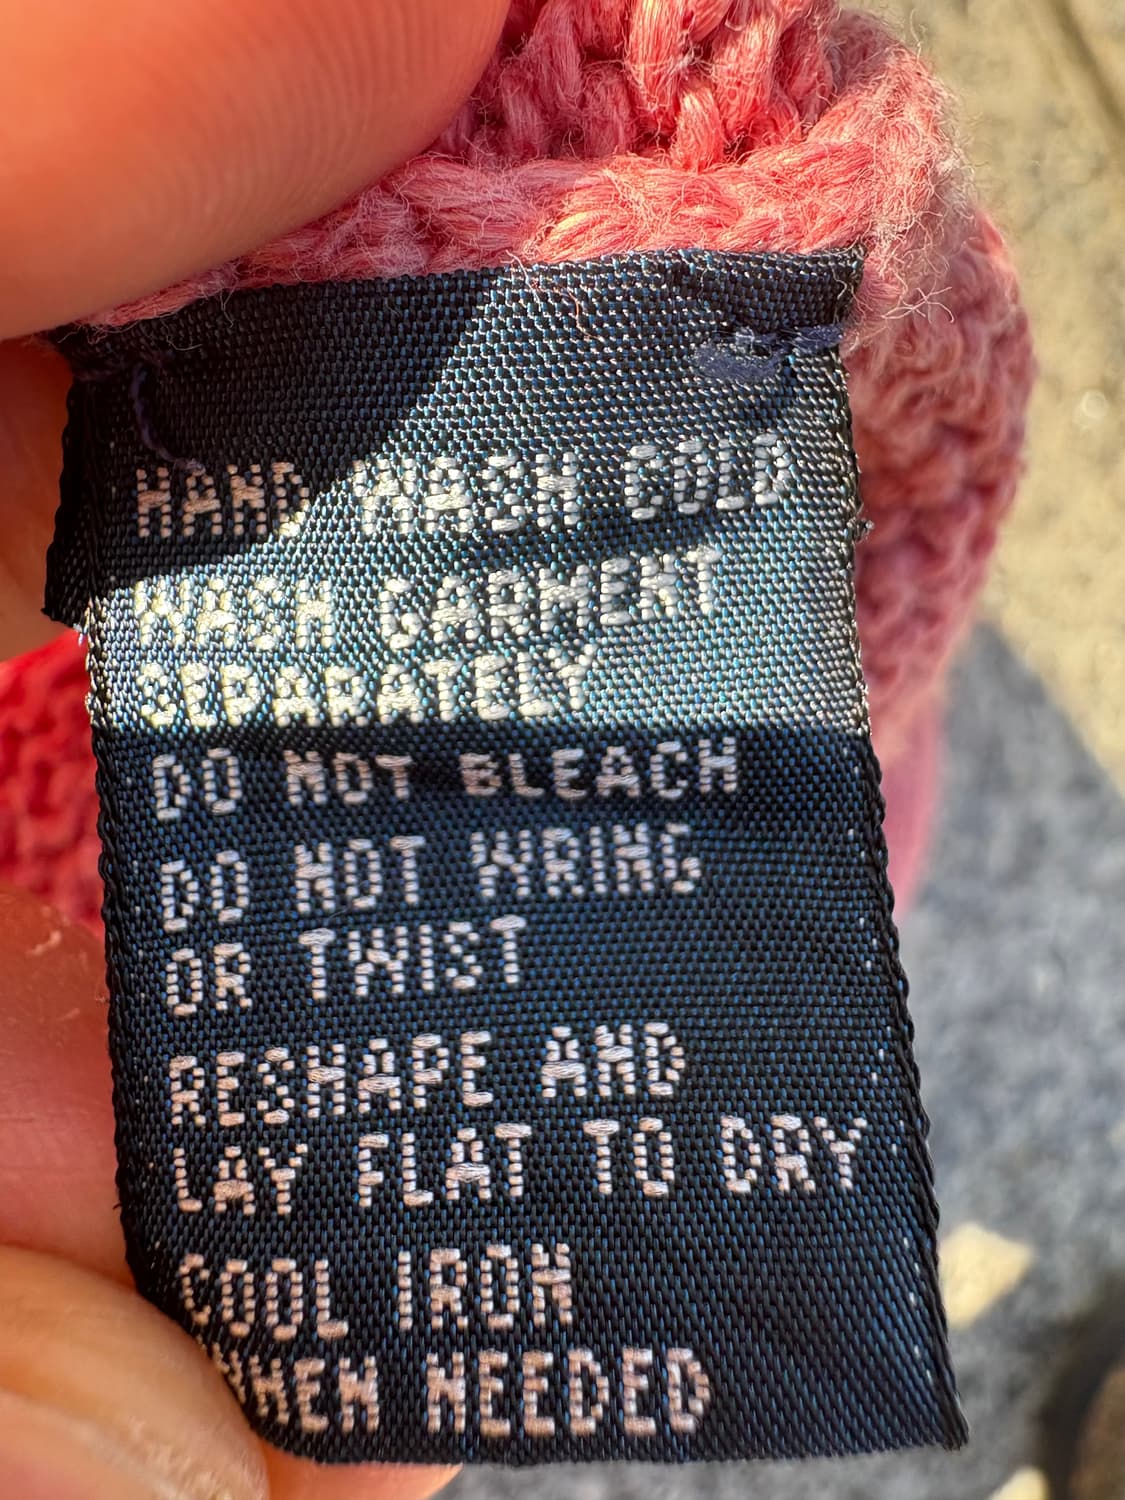 HAND WASH COLD
WASH GARMENT
SEPARATELY
DO NOT BLEACH
DO NOT WRING
OR TWIST
RESHAPE AND
LAY FLAT TO DRY
COOL IRON
WHEN NEEDED